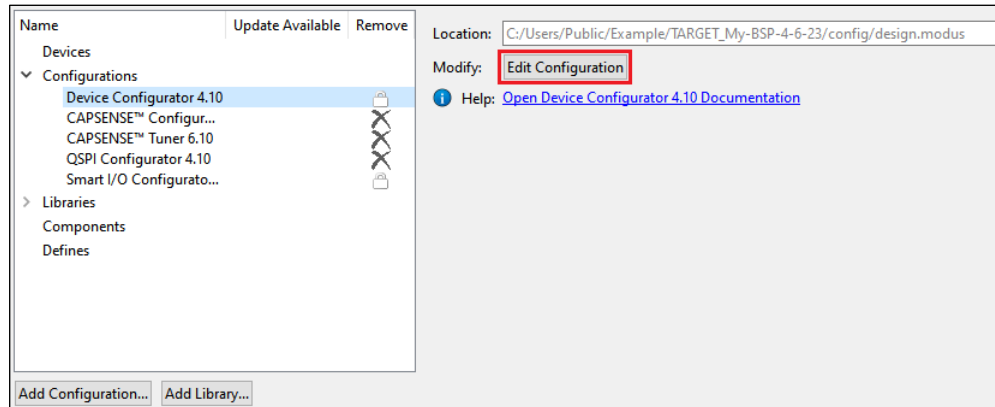 Name Update Available Remove
Devices
Configurations
Device Configurator 4.10
CAPSENSE™ Configur...
CAPSENSE™ Tuner 6.10
QSPI Configurator 4.10
Smart I/O Configurato...
Libraries
Components
Defines
Add Configuration... Add Library...
Location: C:/Users/Public/Example/TARGET_My-BSP-4-6-23/config/design.modus
Modify: Edit Configuration
Help: Open Device Configurator 4.10 Documentation